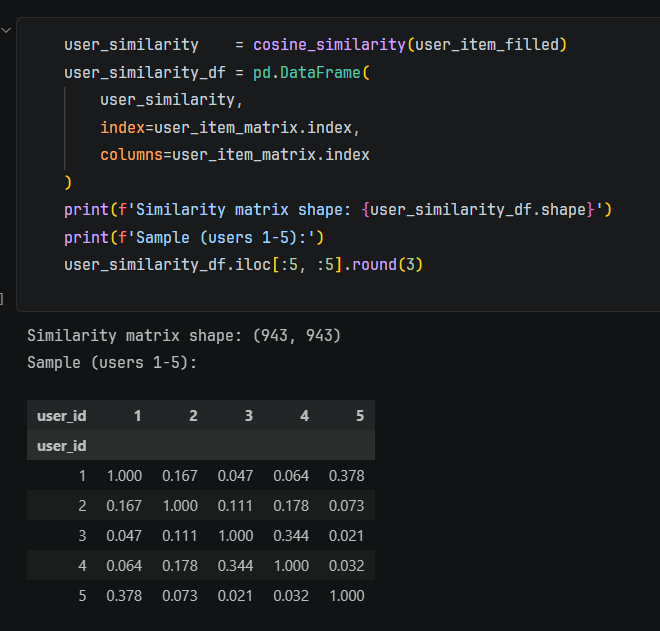 user_similarity    = cosine_similarity(user_item_filled)
user_similarity_df = pd.DataFrame(
    user_similarity,
    index=user_item_matrix.index,
    columns=user_item_matrix.index
)
print(f'Similarity matrix shape: {user_similarity_df.shape}')
print(f'Sample (users 1-5):')
user_similarity_df.iloc[:5, :5].round(3)
]
Similarity matrix shape: (943, 943)
Sample (users 1-5):
user_id 1 2 3 4 5
user_id
1 1.000 0.167 0.047 0.064 0.378
2 0.167 1.000 0.111 0.178 0.073
3 0.047 0.111 1.000 0.344 0.021
4 0.064 0.178 0.344 1.000 0.032
5 0.378 0.073 0.021 0.032 1.000